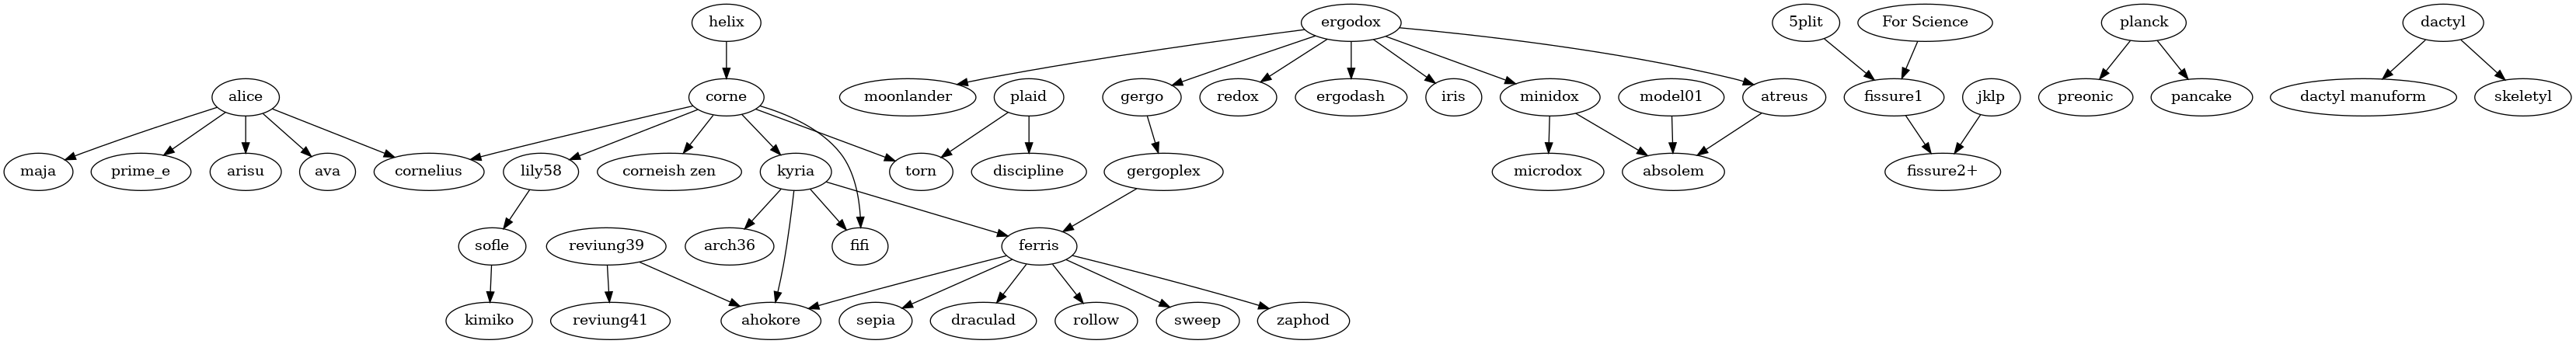 helix
ergodox
5plit
For Science
planck
dactyl
alice
corne
moonlander
plaid
gergo
redox
ergodash
iris
minidox
model01
atreus
fissure1
jklp
preonic
pancake
dactyl manuform
skeletyl
maja
prime_e
arisu
ava
cornelius
lily58
corneish zen
kyria
torn
discipline
gergoplex
microdox
absolem
fissure2+
sofle
reviung39
arch36
fifi
ferris
kimiko
reviung41
ahokore
sepia
draculad
rollow
sweep
zaphod